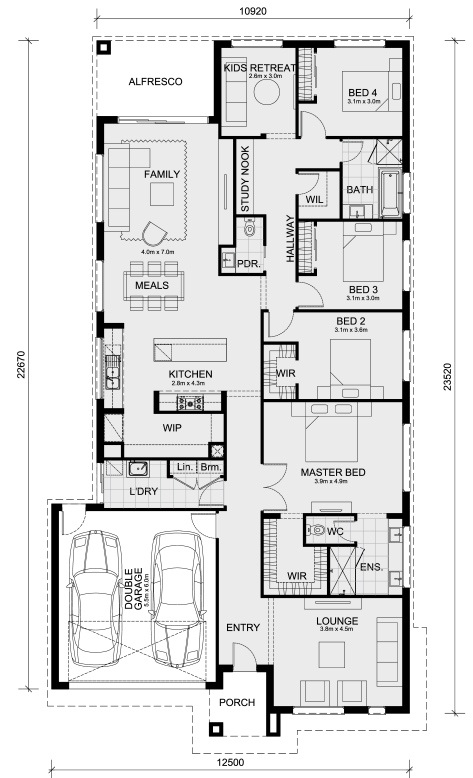 10920
ALFRESCO
KIDS RETREAT
2.6m x 3.0m
BED 4
3.1m x 3.0m
FAMILY
4.0m x 7.0m
STUDY NOOK
WIL
BATH
HALLWAY
PDR.
MEALS
BED 3
3.1m x 3.0m
BED 2
3.1m x 3.6m
22670
23520
KITCHEN
2.8m x 4.3m
WIR
WIP
Lin.
Brm.
L'DRY
MASTER BED
3.9m x 4.9m
WC
ENS.
WIR
DOUBLE
GARAGE
5.5m x 6.0m
ENTRY
LOUNGE
3.8m x 4.5m
PORCH
12500